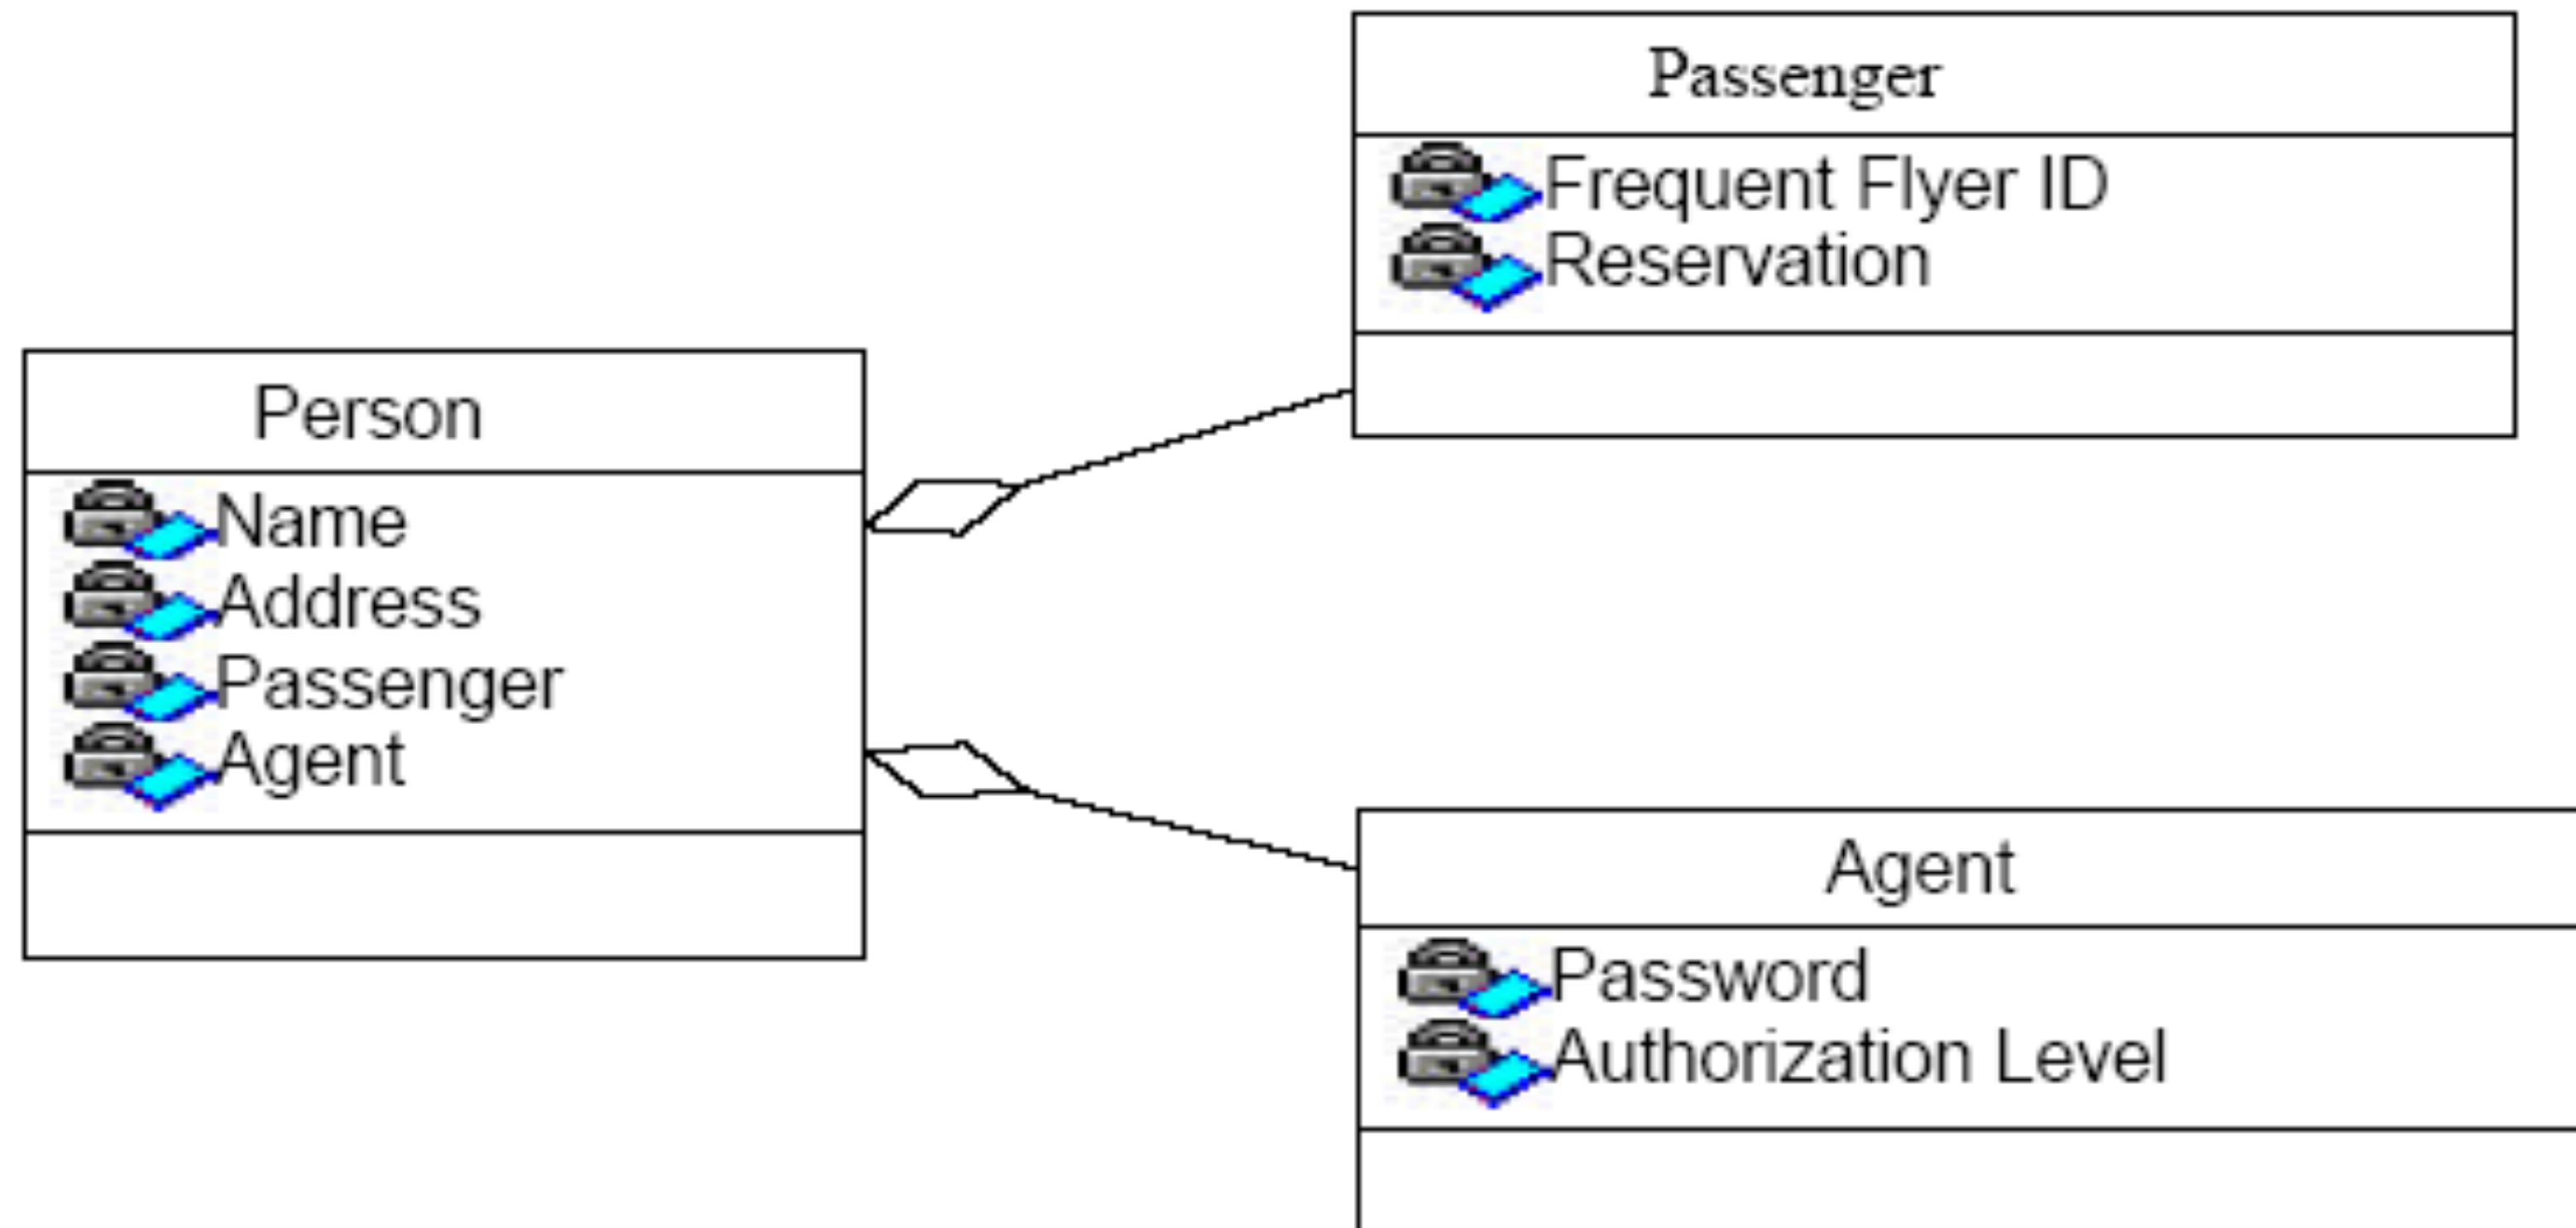 Passenger
Frequent Flyer ID
Reservation
Person
Name
Address
Passenger
Agent
Agent
Password
Authorization Level